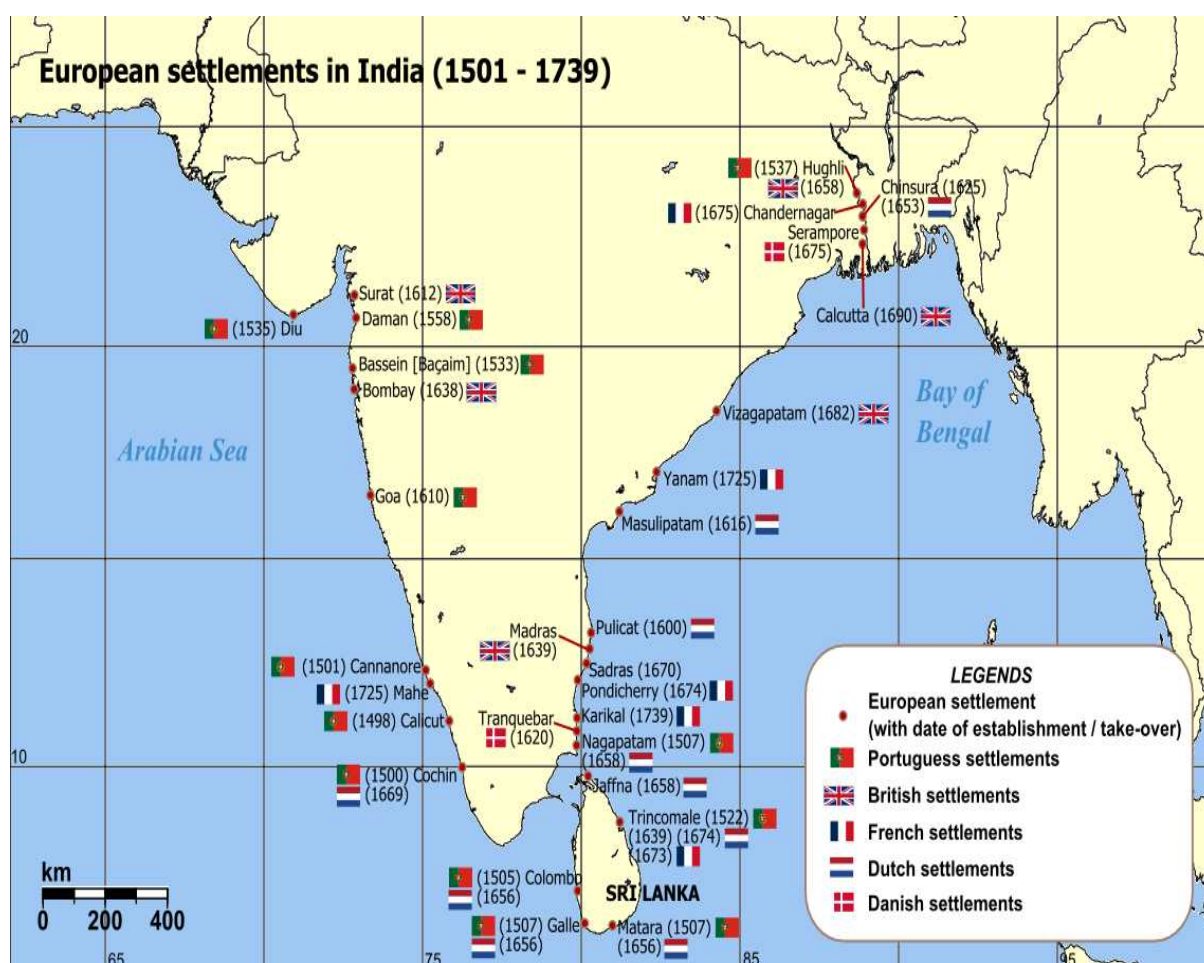 European settlements in India (1501 - 1739)
(1537) Hughli
(1658)
Chinsura (1625)
(1653)
(1675) Chandernagar
Serampore
(1675)
Calcutta (1690)
Surat (1612)
Daman (1558)
(1535) Diu
20
Bassein [Baçaim] (1533)
Bombay (1638)
Vizagapatam (1682)
Bay of
Bengal
Arabian Sea
Yanam (1725)
Goa (1610)
Masulipatam (1616)
Pulicat (1600)
Madras
(1639)
Sadras (1670)
(1501) Cannanore
Pondicherry (1674)
(1725) Mahe
(1498) Calicut
Karikal (1739)
Tranquebar
(1620)
Nagapatam (1507)
(1658)
10
(1500) Cochin
(1669)
Jaffna (1658)
Trincomale (1522)
(1639) (1674)
(1673)
(1505) Colombo
(1656)
SRI LANKA
(1507) Galle
(1656)
Matara (1507)
(1656)
km
0 200 400
65 75 85 95
LEGENDS
European settlement
(with date of establishment / take-over)
Portuguess settlements
British settlements
French settlements
Dutch settlements
Danish settlements